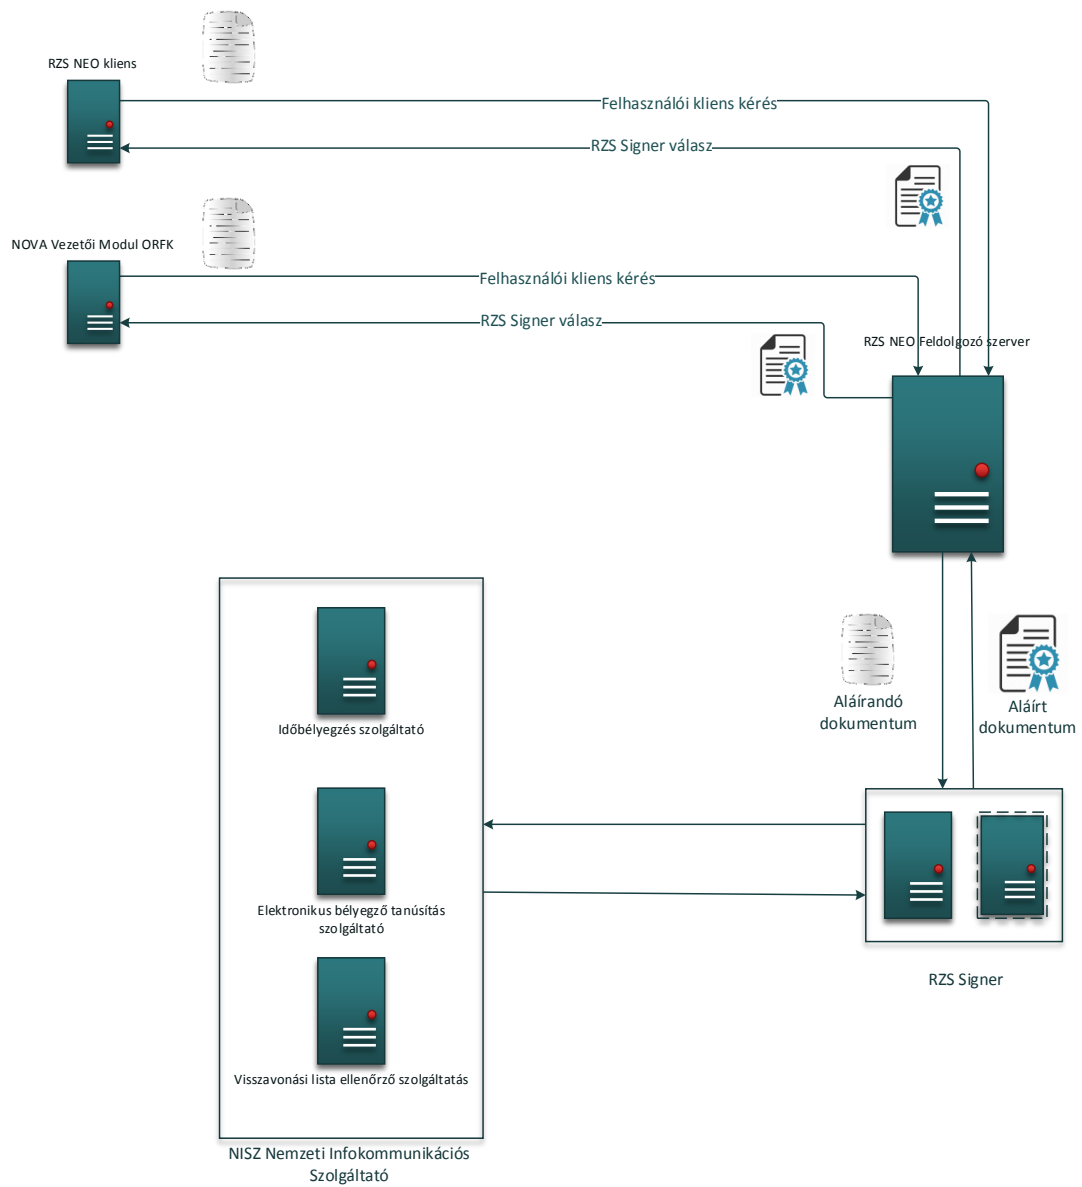 RZS NEO kliens
Felhasználói kliens kérés
RZS Signer válasz
NOVA Vezetői Modul ORFK
Felhasználói kliens kérés
RZS Signer válasz
RZS NEO Feldolgozó szerver
Időbélyegzés szolgáltató
Aláírandó
dokumentum
Aláírt
dokumentum
Elektronikus bélyegző tanúsítás
szolgáltató
RZS Signer
Visszavonási lista ellenőrző szolgáltatás
NISZ Nemzeti Infokommunikációs
Szolgáltató